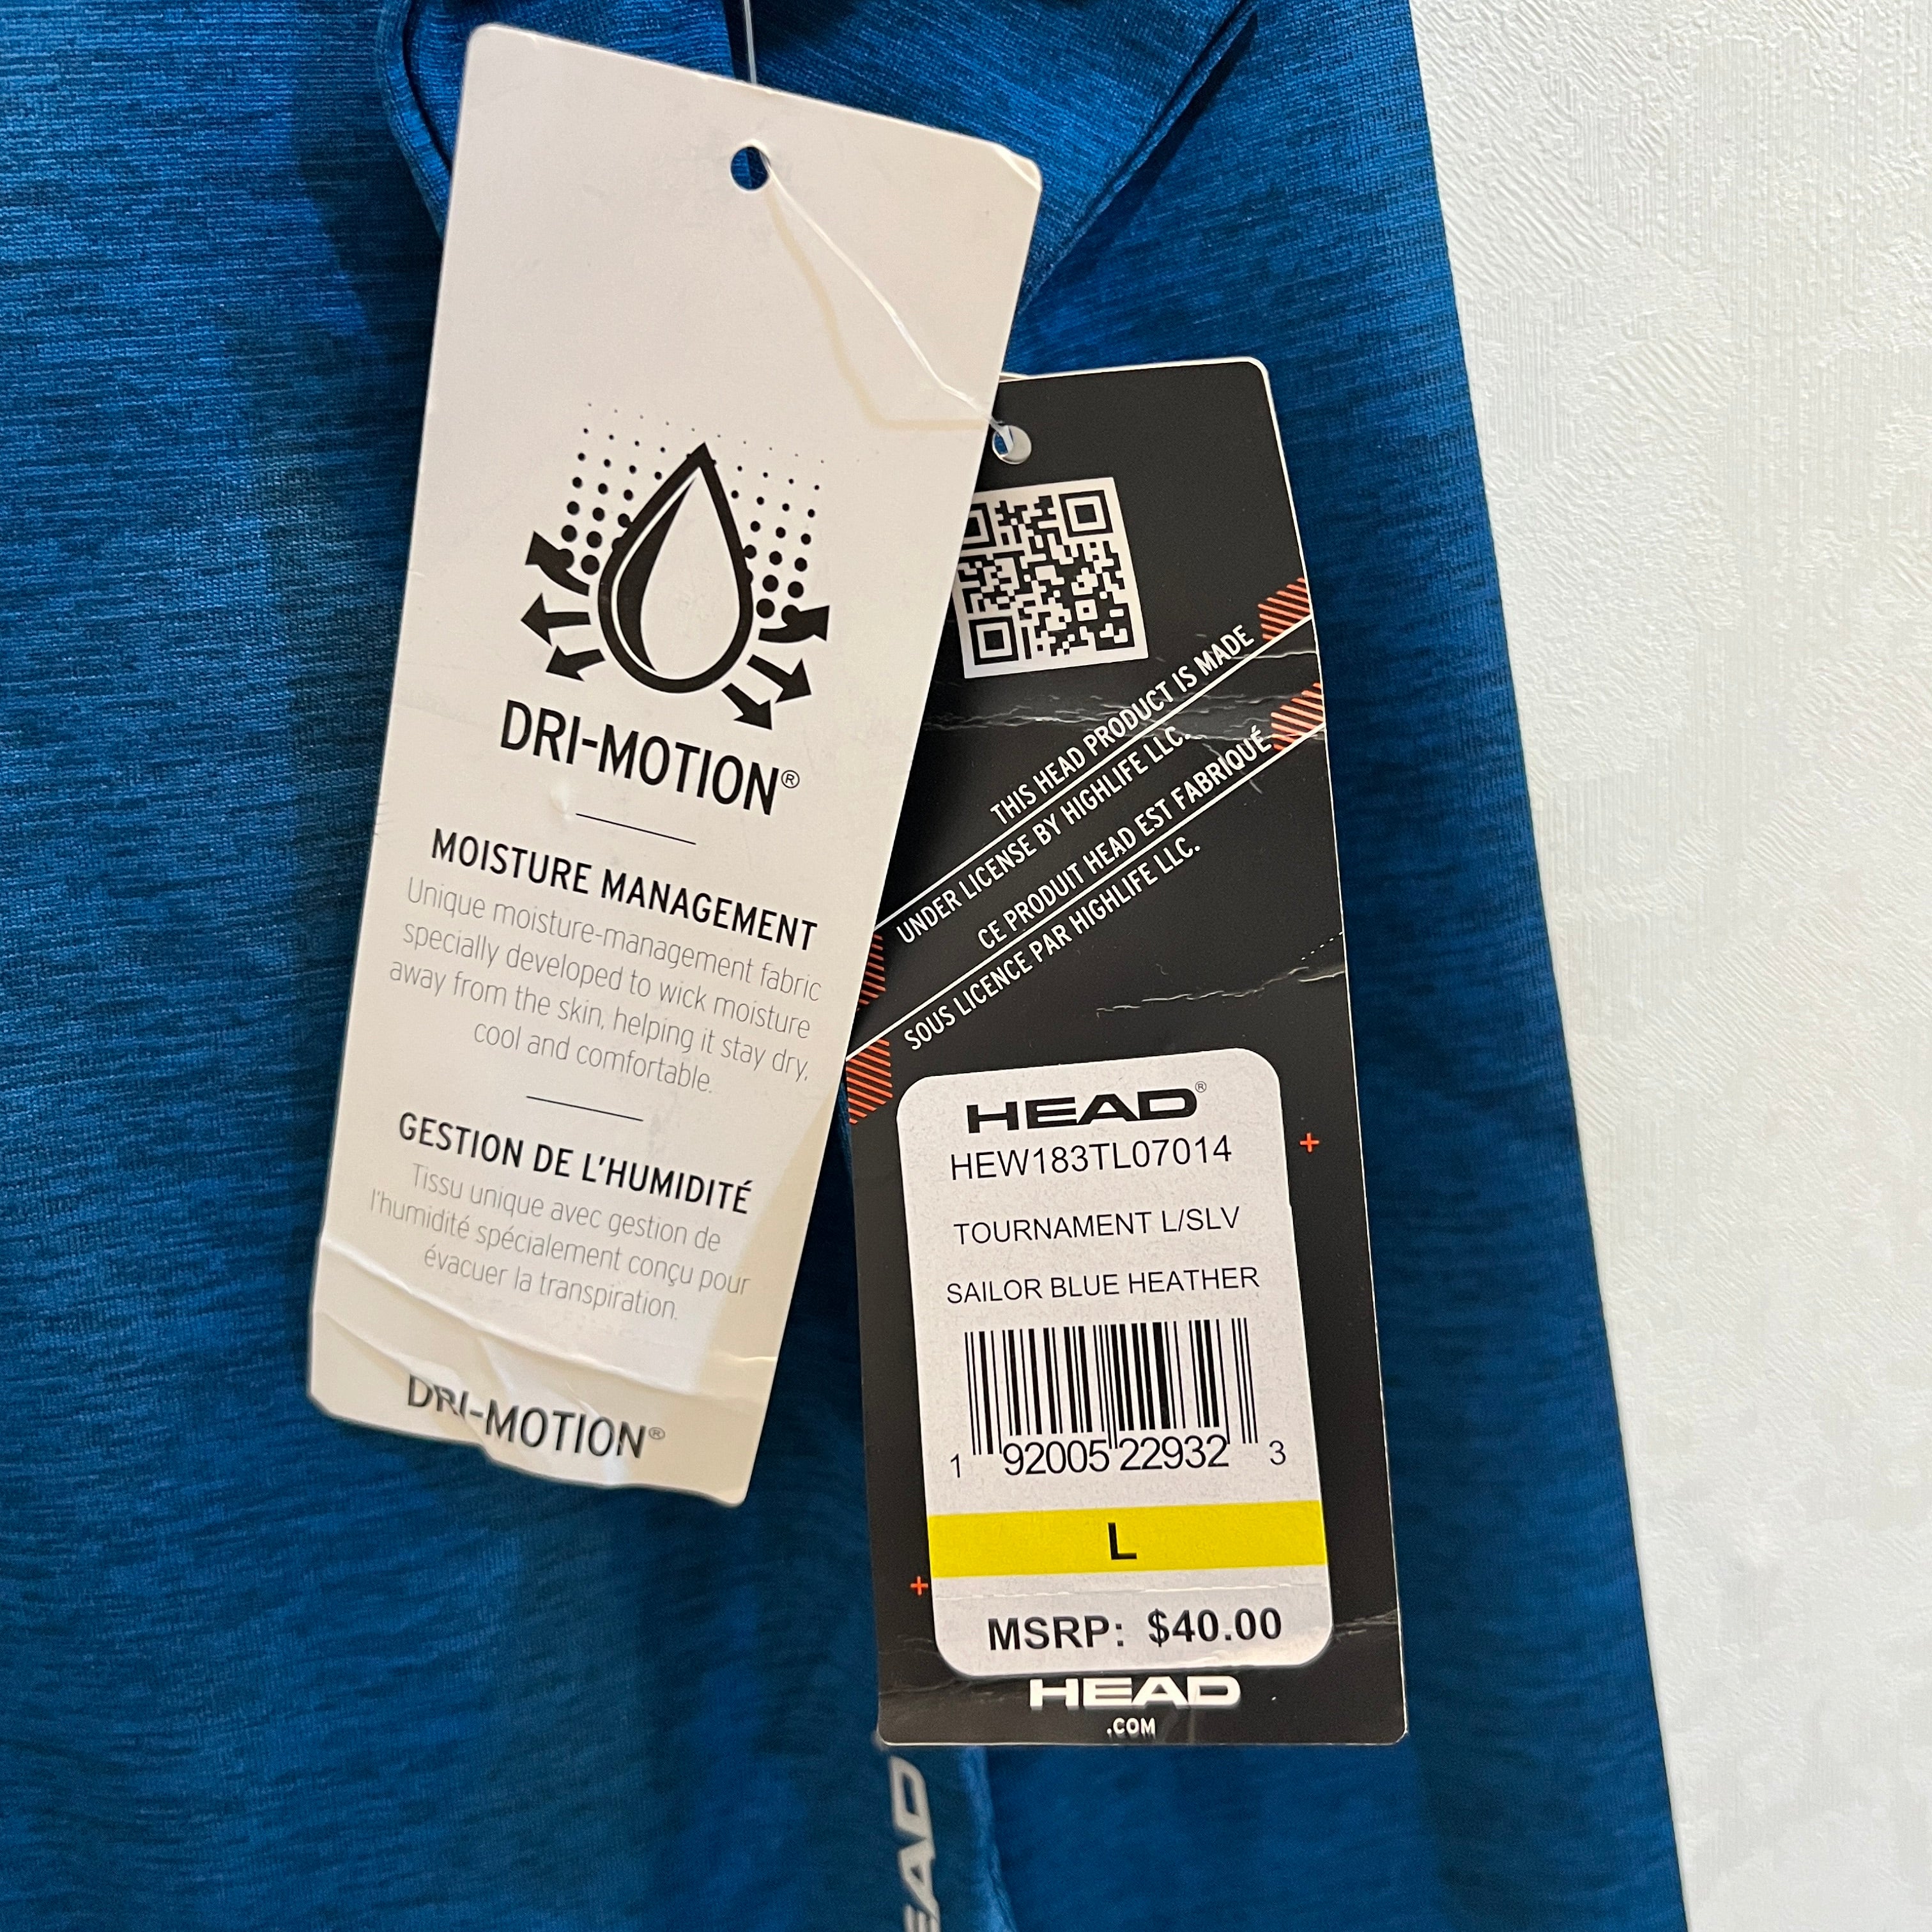 DRI-MOTION®
MOISTURE MANAGEMENT
Unique moisture-management fabric
specially developed to wick moisture
away from the skin, helping it stay dry,
cool and comfortable.
GESTION DE L'HUMIDITÉ
Tissu unique avec gestion de
l'humidité spécialement conçu pour
évacuer la transpiration.
DRI-MOTION®
THIS HEAD PRODUCT IS MADE
UNDER LICENSE BY HIGHLIFE LLC.
CE PRODUIT HEAD EST FABRIQUÉ
SOUS LICENCE PAR HIGHLIFE LLC.
HEAD®
HEW183TL07014
TOURNAMENT L/SLV
SAILOR BLUE HEATHER
1 92005 22932 3
L
MSRP: $40.00
HEAD
.COM
EAD